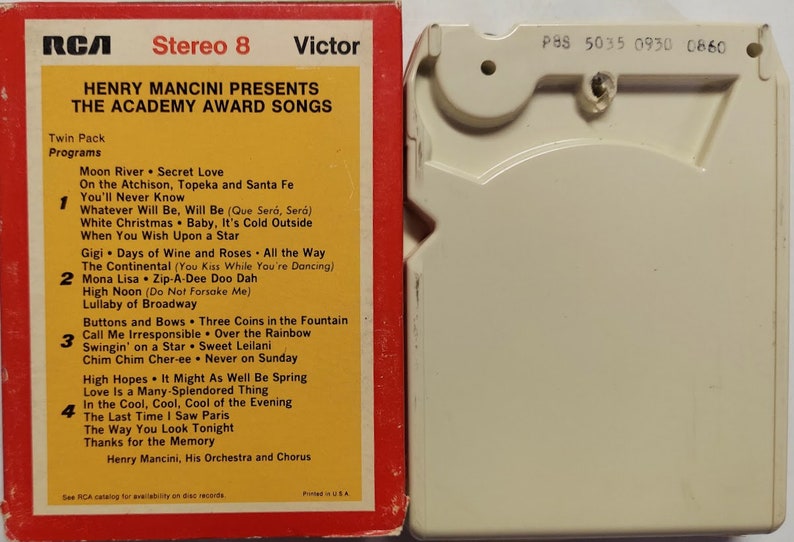 RCA Stereo 8 Victor
HENRY MANCINI PRESENTS
THE ACADEMY AWARD SONGS
Twin Pack
Programs
1
Moon River • Secret Love
On the Atchison, Topeka and Santa Fe
You'll Never Know
Whatever Will Be, Will Be (Que Será, Será)
White Christmas • Baby, It's Cold Outside
When You Wish Upon a Star
2
Gigi • Days of Wine and Roses • All the Way
The Continental (You Kiss While You're Dancing)
Mona Lisa • Zip-A-Dee Doo Dah
High Noon (Do Not Forsake Me)
Lullaby of Broadway
3
Buttons and Bows • Three Coins in the Fountain
Call Me Irresponsible • Over the Rainbow
Swingin' on a Star • Sweet Leilani
Chim Chim Cher-ee • Never on Sunday
4
High Hopes • It Might As Well Be Spring
Love Is a Many-Splendored Thing
In the Cool, Cool, Cool of the Evening
The Last Time I Saw Paris
The Way You Look Tonight
Thanks for the Memory
Henry Mancini, His Orchestra and Chorus
See RCA catalog for availability on disc records.
Printed in U.S.A.
P8S 5035 0930 0860